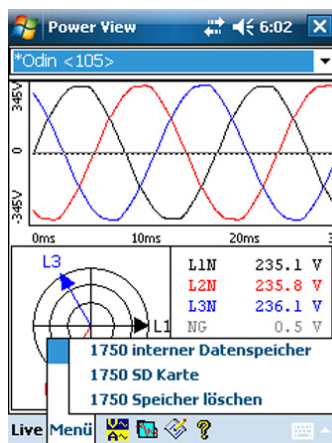 Power View
6:02
*Odin <105>
345V
0
-345V
0ms
10ms
20ms
L3
L1
L1N 235.1 V
L2N 235.8 V
L3N 236.1 V
NG 0.5 V
1750 interner Datenspeicher
1750 SD Karte
1750 Speicher löschen
Live Menü